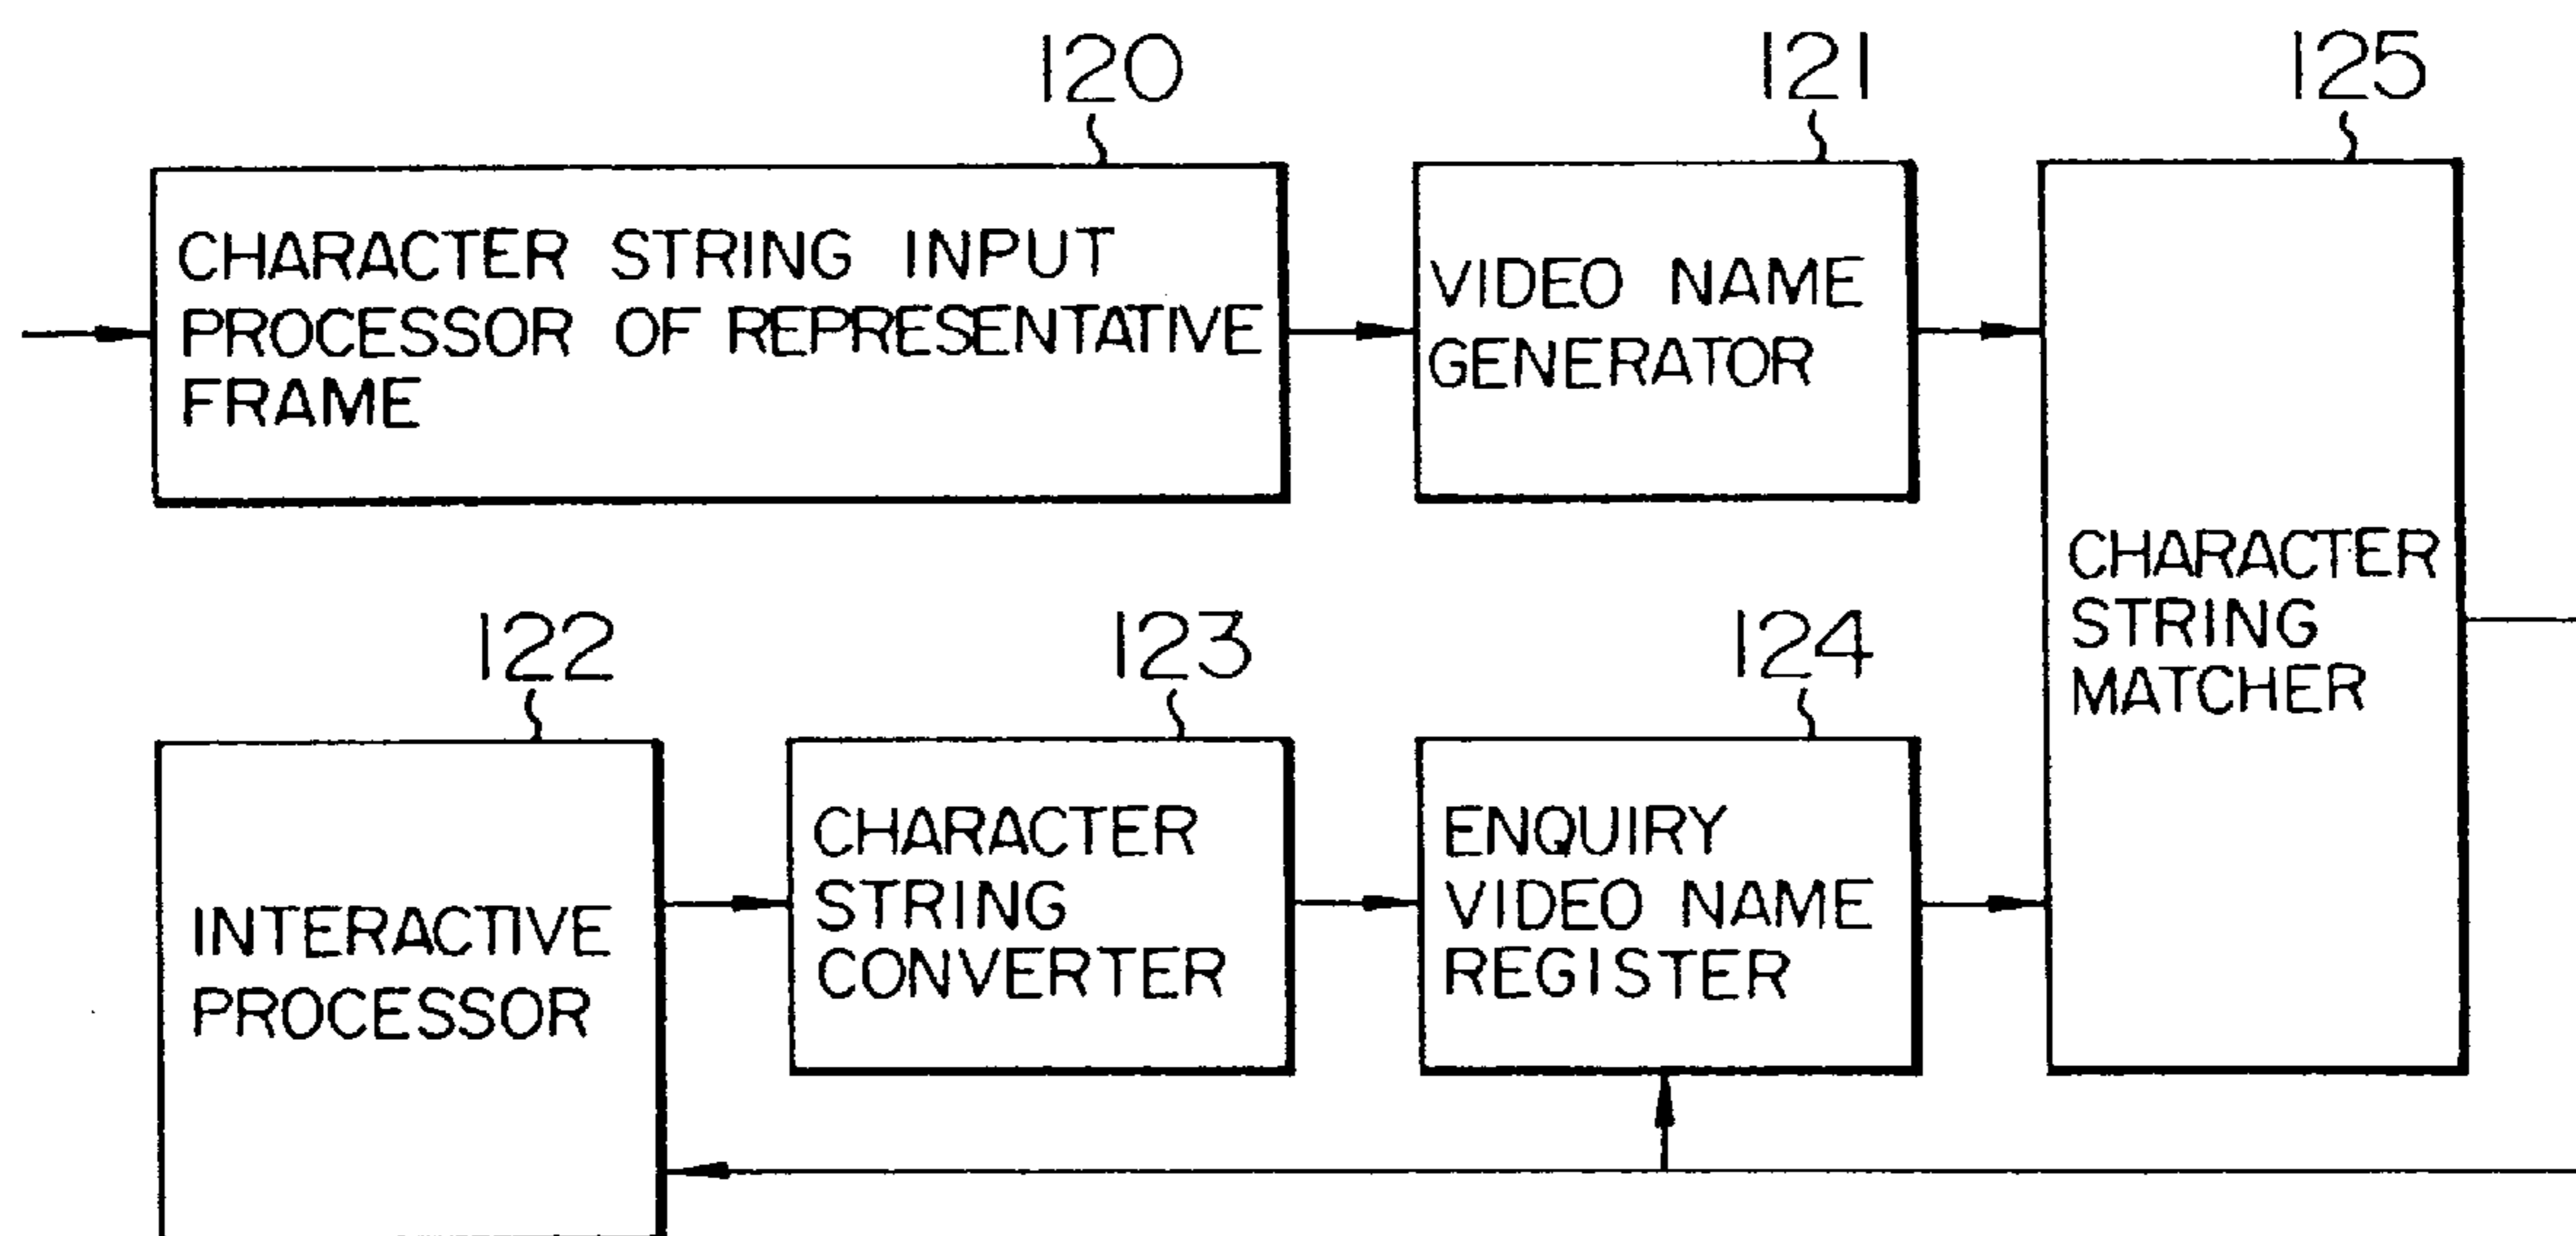 120
CHARACTER STRING INPUT
PROCESSOR OF REPRESENTATIVE
FRAME
121
VIDEO NAME
GENERATOR
125
CHARACTER
STRING
MATCHER
122
INTERACTIVE
PROCESSOR
123
CHARACTER
STRING
CONVERTER
124
ENQUIRY
VIDEO NAME
REGISTER